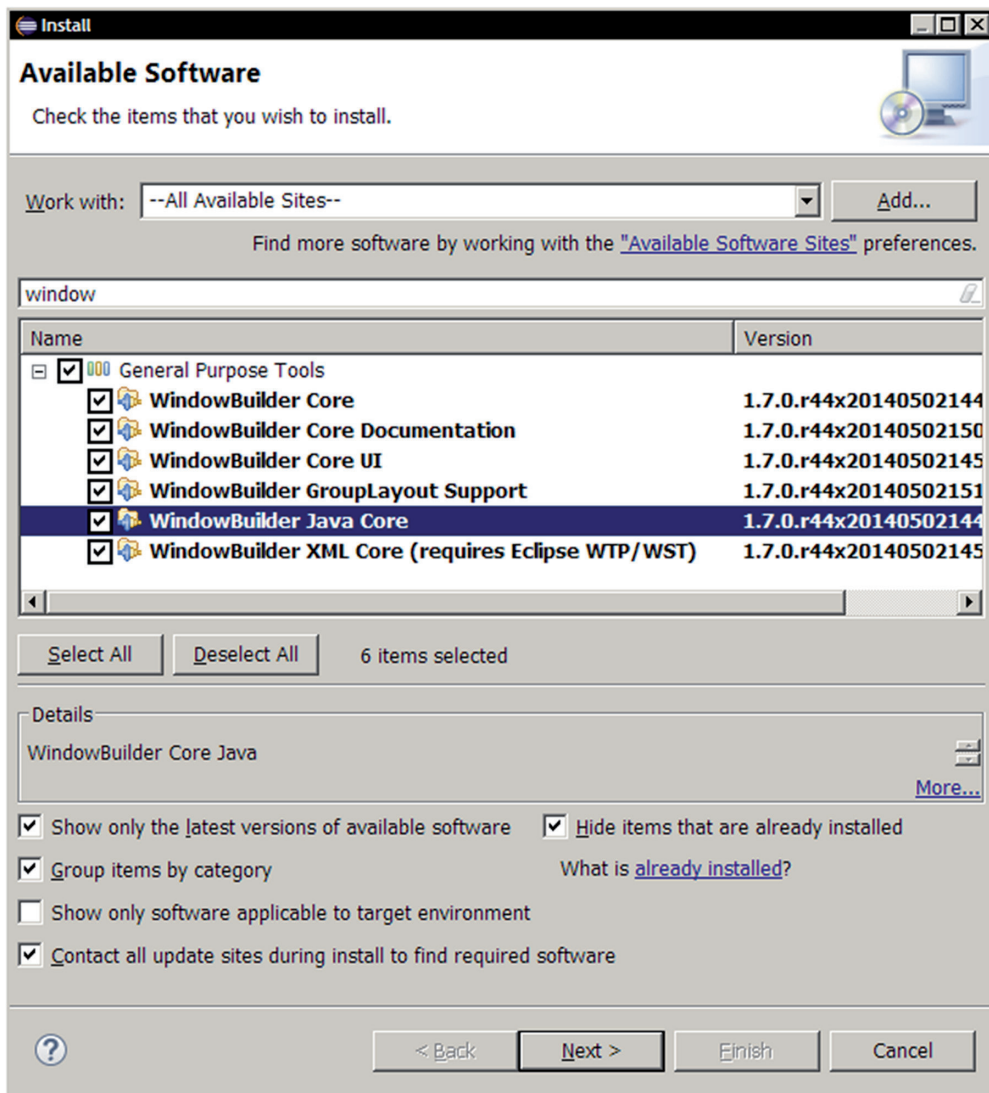 Install
Available Software
Check the items that you wish to install.
Work with: --All Available Sites-- Add...
Find more software by working with the "Available Software Sites" preferences.
window
Name Version
General Purpose Tools
WindowBuilder Core 1.7.0.r44x20140502144
WindowBuilder Core Documentation 1.7.0.r44x20140502150
WindowBuilder Core UI 1.7.0.r44x20140502145
WindowBuilder GroupLayout Support 1.7.0.r44x20140502151
WindowBuilder Java Core 1.7.0.r44x20140502144
WindowBuilder XML Core (requires Eclipse WTP/WST) 1.7.0.r44x20140502145
Select All Deselect All 6 items selected
Details
WindowBuilder Core Java
More...
Show only the latest versions of available software Hide items that are already installed
Group items by category What is already installed?
Show only software applicable to target environment
Contact all update sites during install to find required software
? < Back Next > Finish Cancel